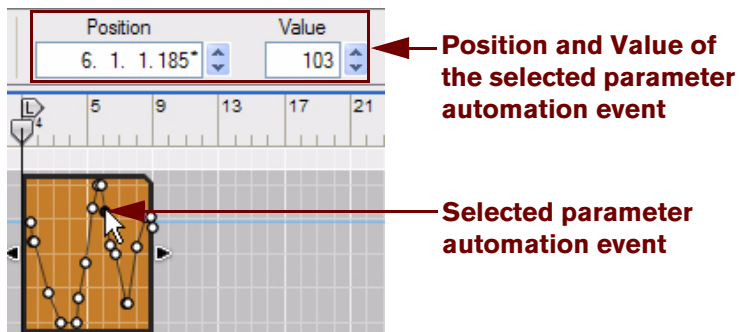 Position Value
6. 1. 1.185* 103
Position and Value of
the selected parameter
automation event
L
4 5 9 13 17 21
Selected parameter
automation event